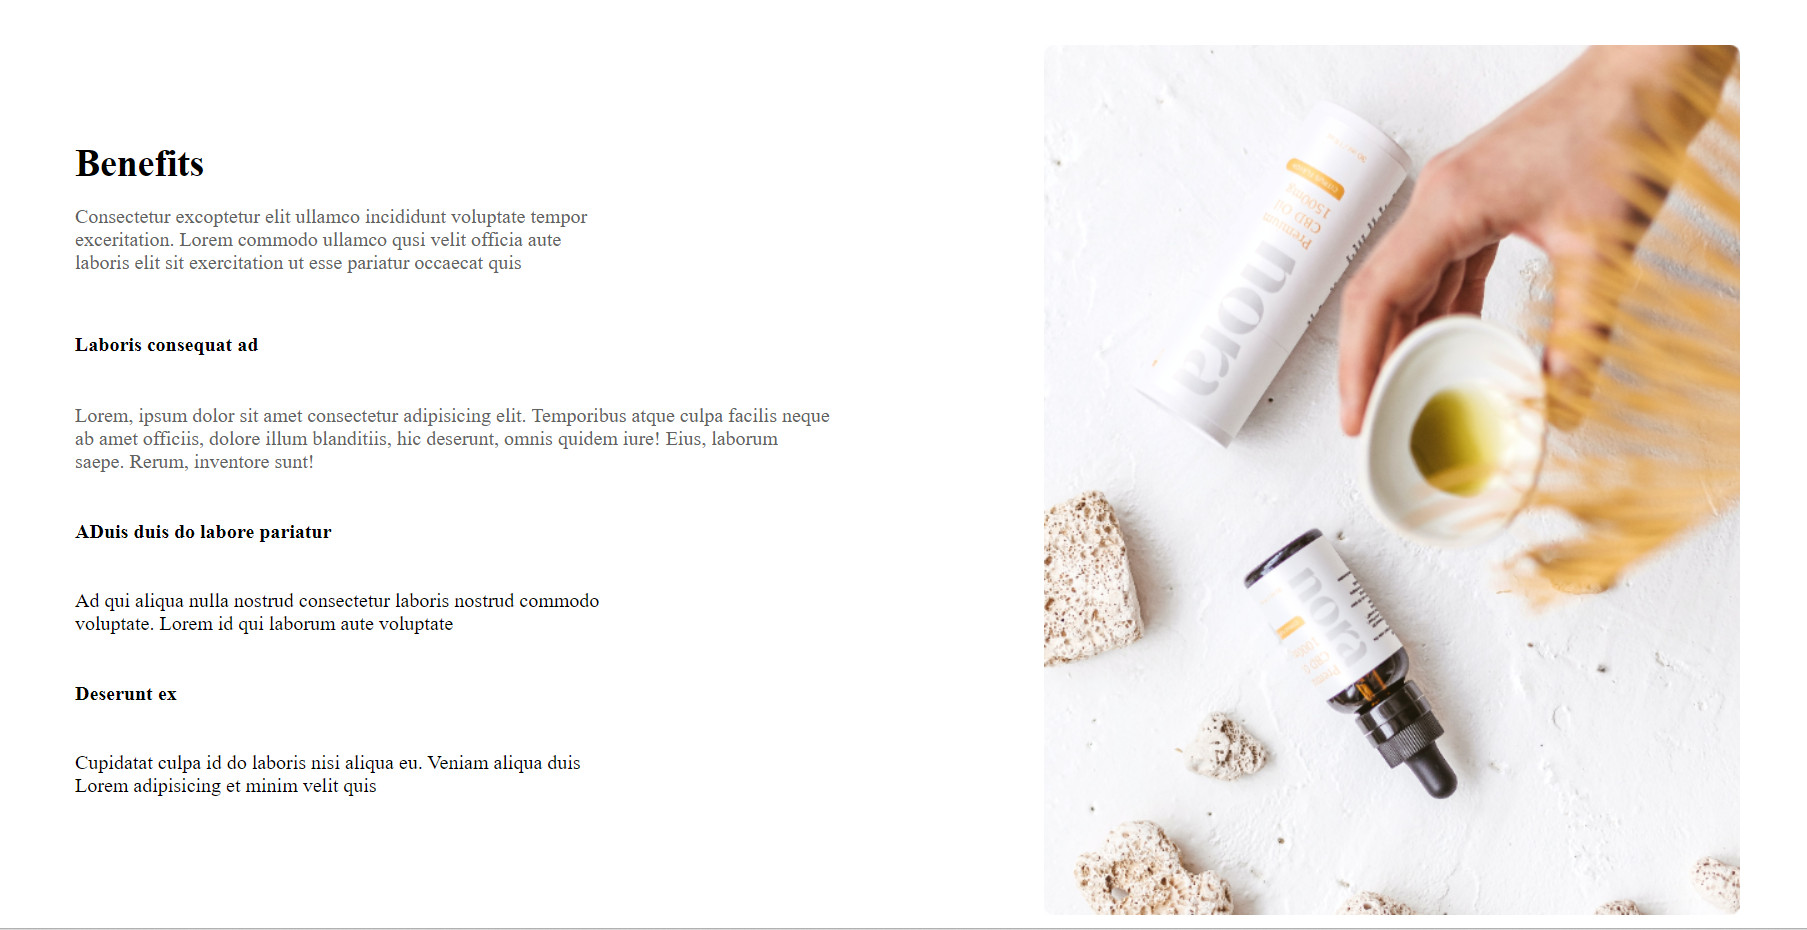 Benefits
Consectetur excoptetur elit ullamco incididunt voluptate tempor
exceritation. Lorem commodo ullamco qusi velit officia aute
laboris elit sit exercitation ut esse pariatur occaecat quis
Laboris consequat ad
Lorem, ipsum dolor sit amet consectetur adipisicing elit. Temporibus atque culpa facilis neque
ab amet officiis, dolore illum blanditiis, hic deserunt, omnis quidem iure! Eius, laborum
saepe. Rerum, inventore sunt!
ADuis duis do labore pariatur
Ad qui aliqua nulla nostrud consectetur laboris nostrud commodo
voluptate. Lorem id qui laborum aute voluptate
Deserunt ex
Cupidatat culpa id do laboris nisi aliqua eu. Veniam aliqua duis
Lorem adipisicing et minim velit quis
nora
Premium
CBD Oil
1500mg
nora